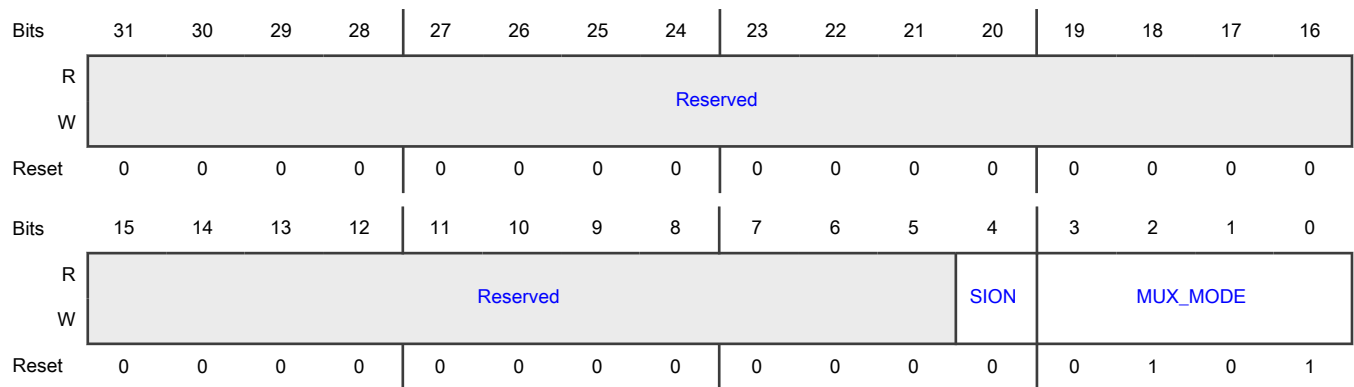 Bits 31 30 29 28 27 26 25 24 23 22 21 20 19 18 17 16
R
Reserved
W
Reset 0 0 0 0 0 0 0 0 0 0 0 0 0 0 0 0
Bits 15 14 13 12 11 10 9 8 7 6 5 4 3 2 1 0
R
Reserved SION MUX_MODE
W
Reset 0 0 0 0 0 0 0 0 0 0 0 0 0 1 0 1